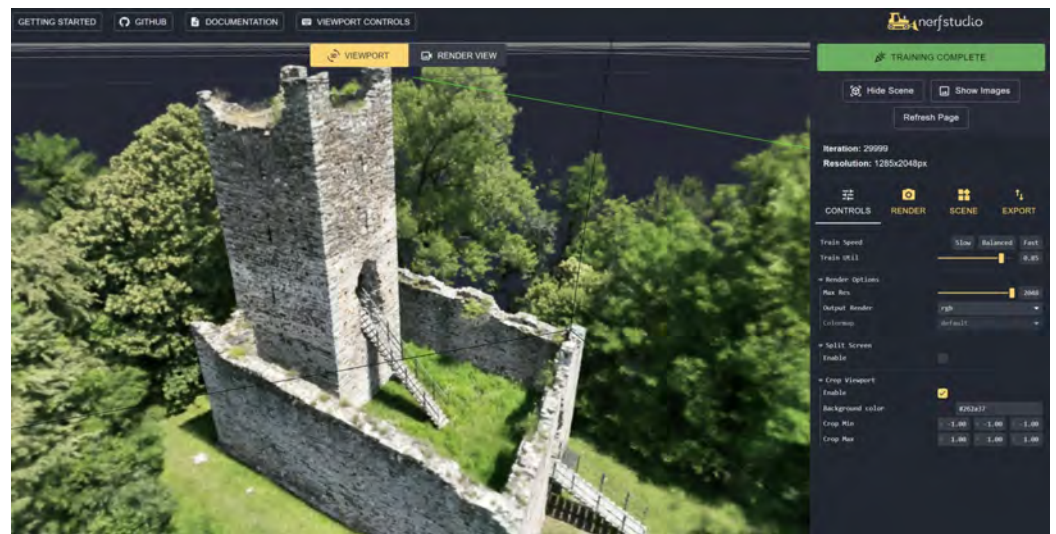 GETTING STARTED GITHUB DOCUMENTATION VIEWPORT CONTROLS
nerfstudio
VIEWPORT RENDER VIEW
TRAINING COMPLETE
Hide Scene Show Images
Refresh Page
Iteration: 29999
Resolution: 1285x2048px
CONTROLS RENDER SCENE EXPORT
Train Speed Slow Balanced Fast
Train Util 0.85
Render Options
Max Res 2048
Output Render rgb
Colormap default
Split Screen
Enable
Crop Viewport
Enable
Background color #262a37
Crop Min -1.00 -1.00 -1.00
Crop Max 1.00 1.00 1.00